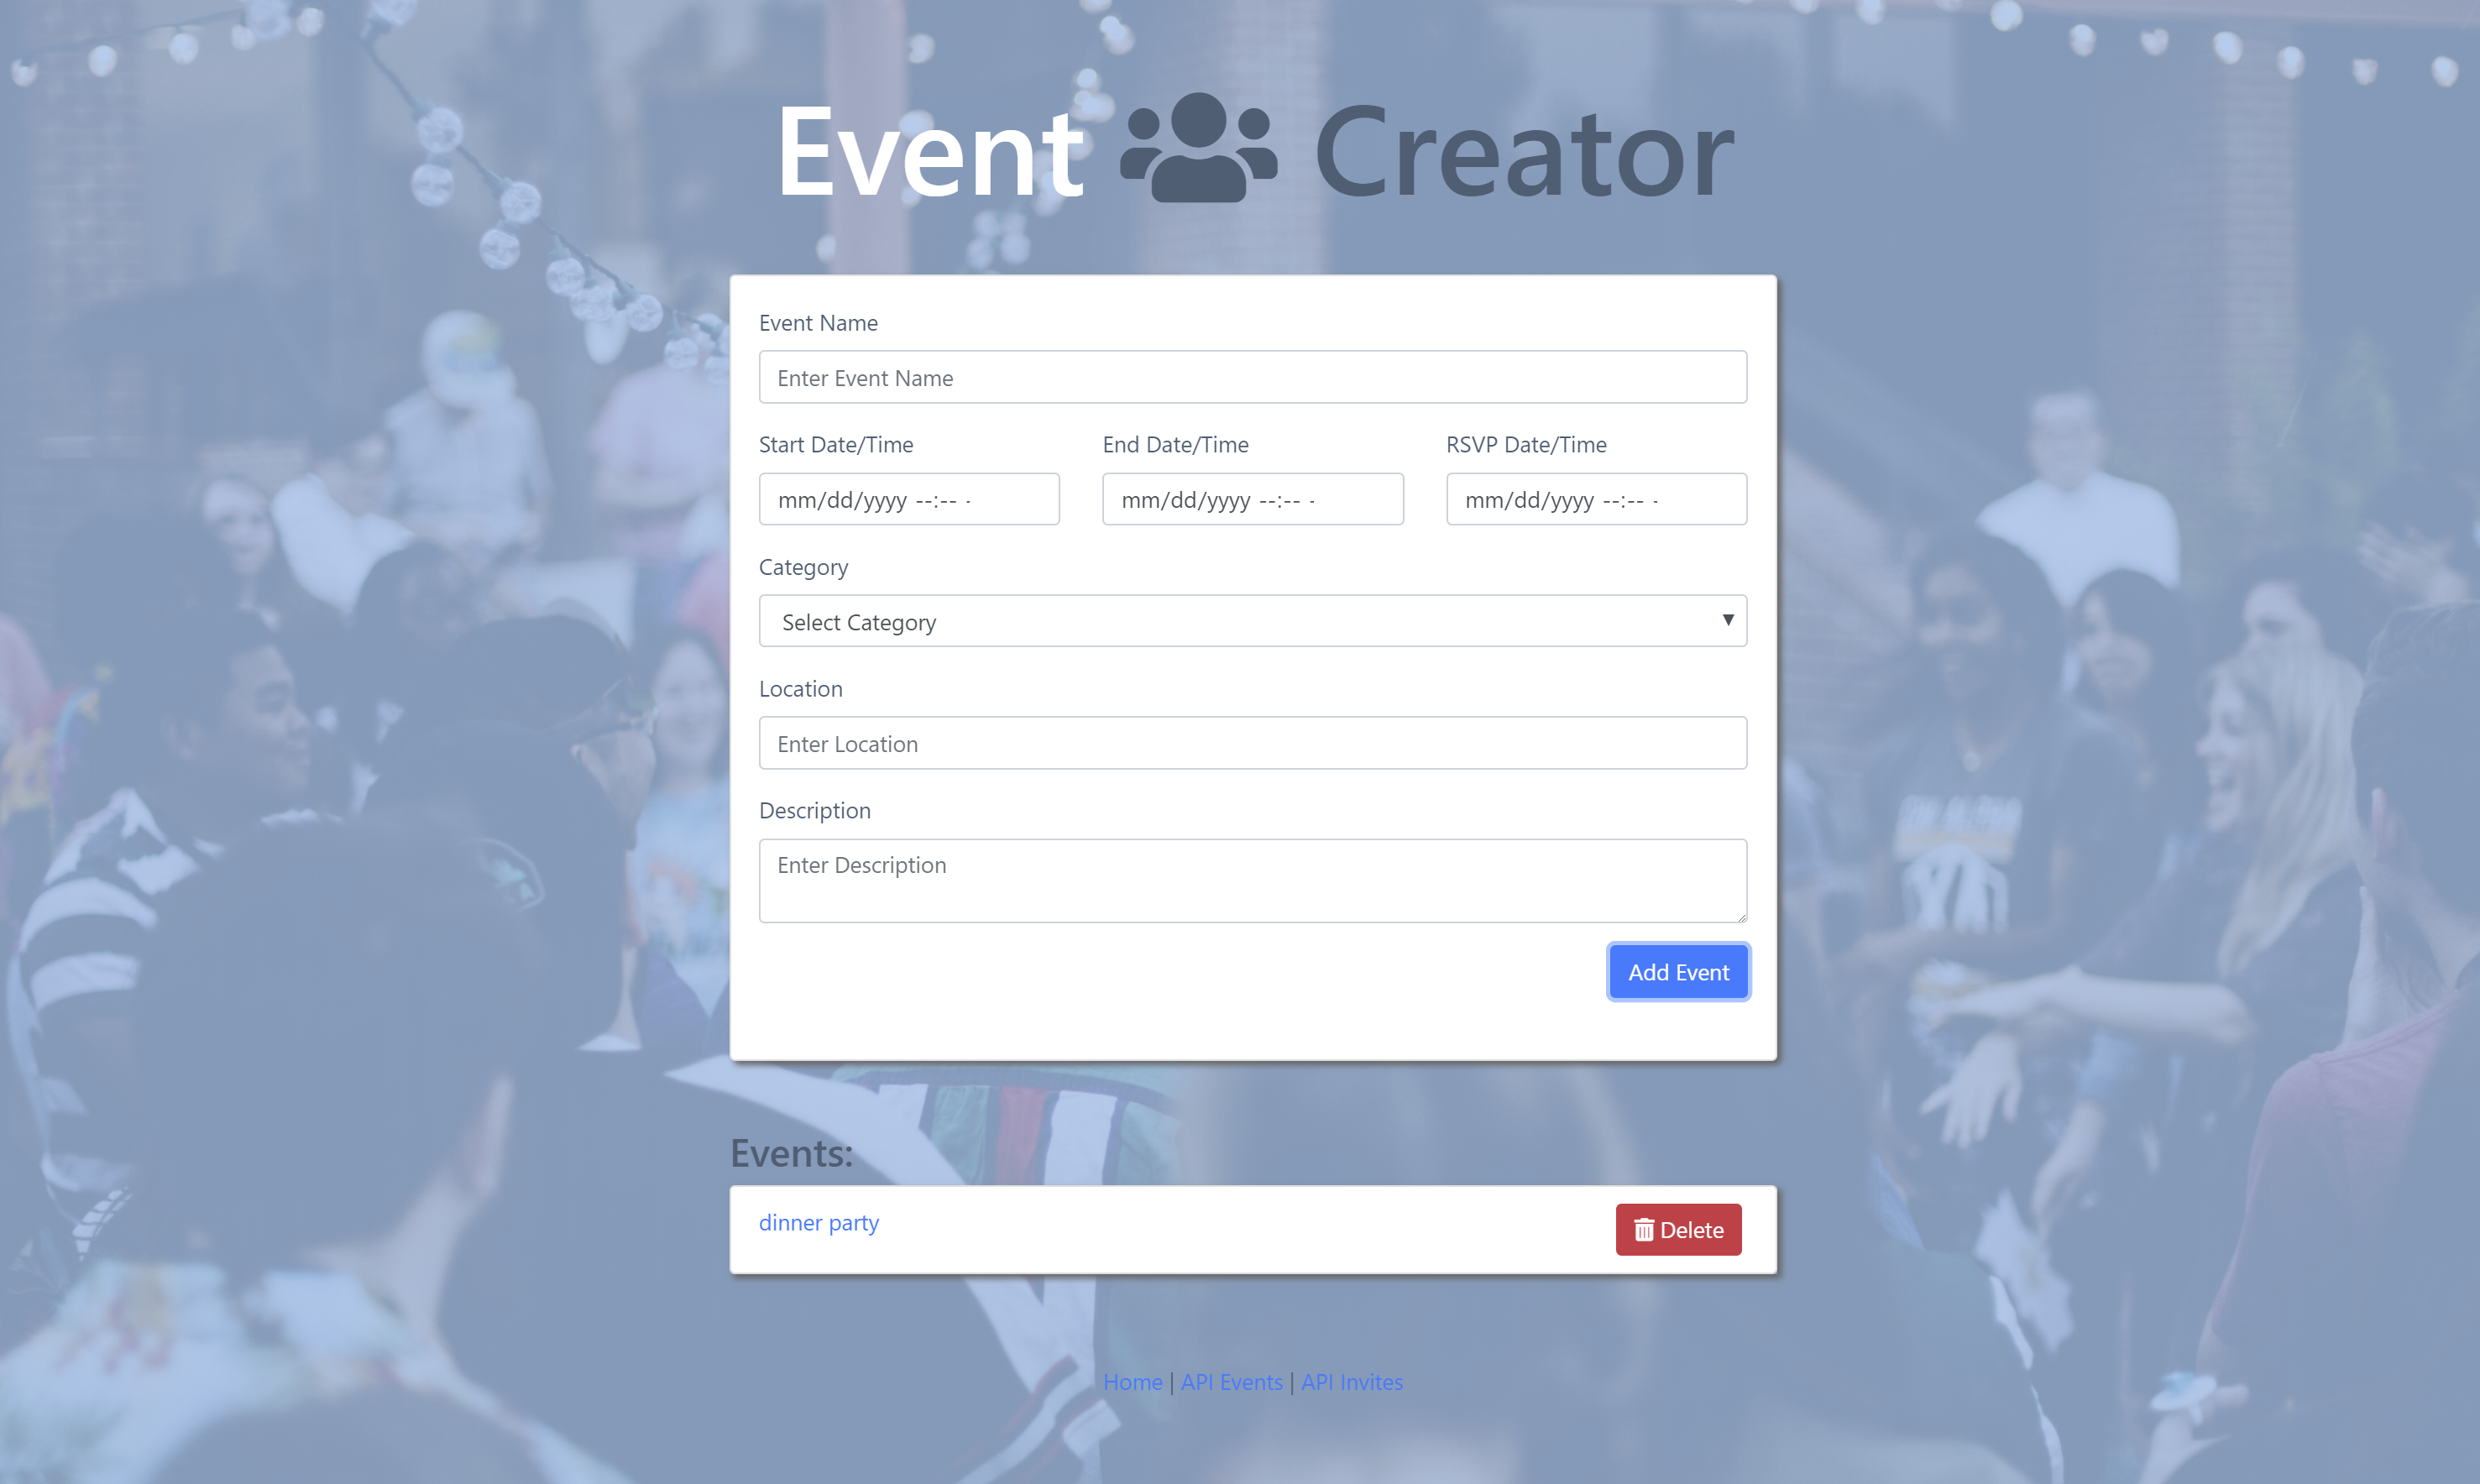 Event Creator
Event Name
Enter Event Name
Start Date/Time End Date/Time RSVP Date/Time
mm/dd/yyyy --:-- - mm/dd/yyyy --:-- - mm/dd/yyyy --:-- -
Category
Select Category
Location
Enter Location
Description
Enter Description
Add Event
Events:
dinner party Delete
Home | API Events | API Invites